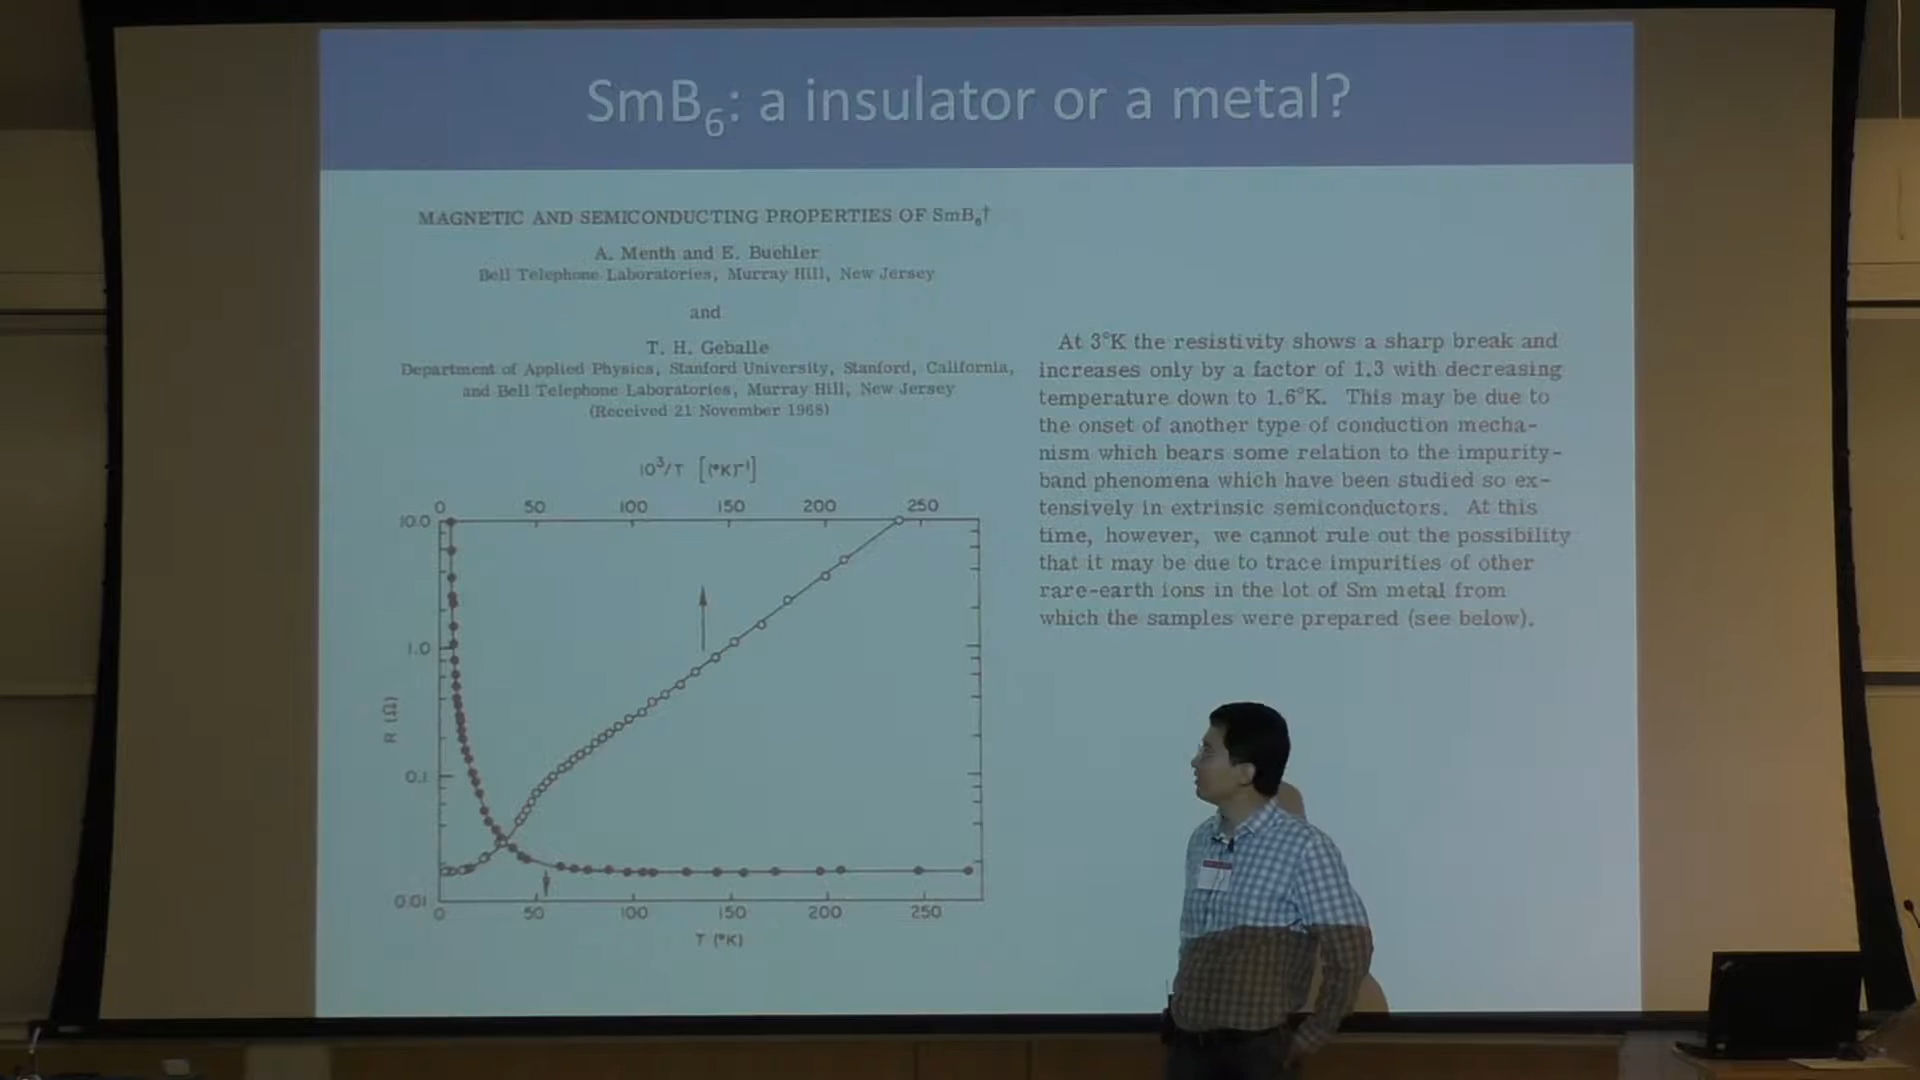 SmB6: a insulator or a metal?
MAGNETIC AND SEMICONDUCTING PROPERTIES OF SmB6†
A. Menth and E. Buehler
Bell Telephone Laboratories, Murray Hill, New Jersey
and
T. H. Geballe
Department of Applied Physics, Stanford University, Stanford, California,
and Bell Telephone Laboratories, Murray Hill, New Jersey
(Received 21 November 1968)
10³/T [(°K)⁻¹]
0 50 100 150 200 250
10.0
1.0
R (Ω)
0.1
0.01
0 50 100 150 200 250
T (°K)
At 3°K the resistivity shows a sharp break and
increases only by a factor of 1.3 with decreasing
temperature down to 1.6°K. This may be due to
the onset of another type of conduction mecha-
nism which bears some relation to the impurity-
band phenomena which have been studied so ex-
tensively in extrinsic semiconductors. At this
time, however, we cannot rule out the possibility
that it may be due to trace impurities of other
rare-earth ions in the lot of Sm metal from
which the samples were prepared (see below).